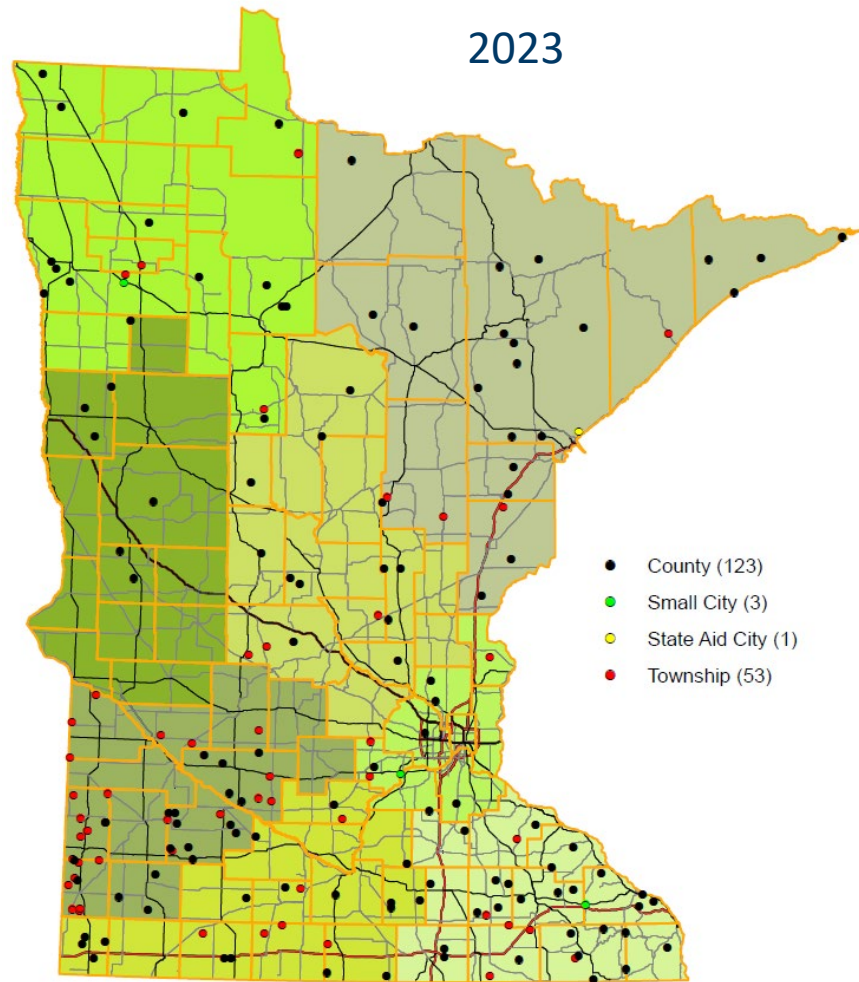 2023
County (123)
Small City (3)
State Aid City (1)
Township (53)